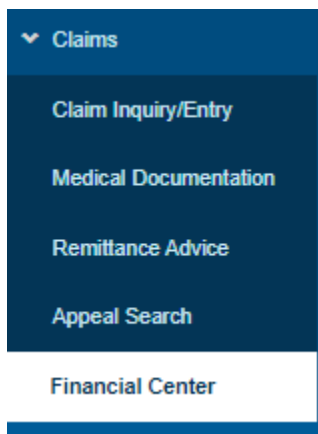 Claims
Claim Inquiry/Entry
Medical Documentation
Remittance Advice
Appeal Search
Financial Center